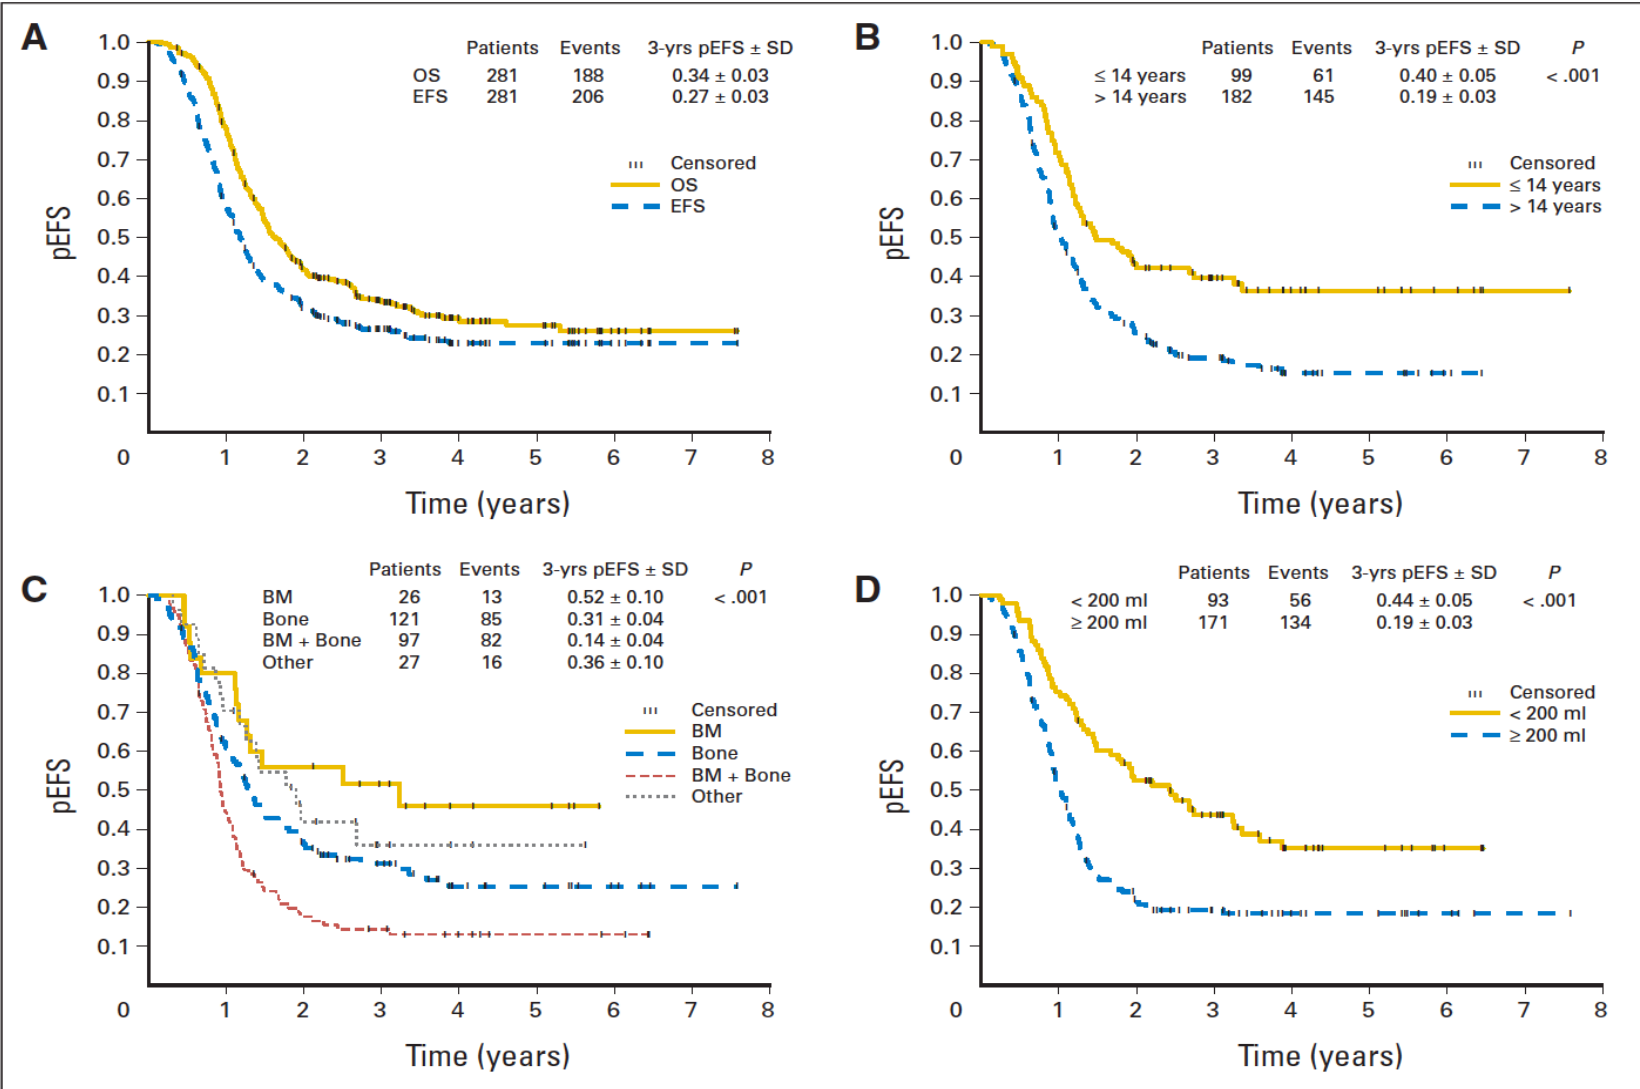 A
Patients Events 3-yrs pEFS ± SD
OS 281 188 0.34 ± 0.03
EFS 281 206 0.27 ± 0.03
Censored
OS
EFS
1.0
0.9
0.8
0.7
0.6
0.5
0.4
0.3
0.2
0.1
0 1 2 3 4 5 6 7 8
pEFS
Time (years)
B
Patients Events 3-yrs pEFS ± SD P
≤ 14 years 99 61 0.40 ± 0.05 < .001
> 14 years 182 145 0.19 ± 0.03
Censored
≤ 14 years
> 14 years
1.0
0.9
0.8
0.7
0.6
0.5
0.4
0.3
0.2
0.1
0 1 2 3 4 5 6 7 8
pEFS
Time (years)
C
Patients Events 3-yrs pEFS ± SD P
BM 26 13 0.52 ± 0.10 < .001
Bone 121 85 0.31 ± 0.04
BM + Bone 97 82 0.14 ± 0.04
Other 27 16 0.36 ± 0.10
Censored
BM
Bone
BM + Bone
Other
1.0
0.9
0.8
0.7
0.6
0.5
0.4
0.3
0.2
0.1
0 1 2 3 4 5 6 7 8
pEFS
Time (years)
D
Patients Events 3-yrs pEFS ± SD P
< 200 ml 93 56 0.44 ± 0.05 < .001
≥ 200 ml 171 134 0.19 ± 0.03
Censored
< 200 ml
≥ 200 ml
1.0
0.9
0.8
0.7
0.6
0.5
0.4
0.3
0.2
0.1
0 1 2 3 4 5 6 7 8
pEFS
Time (years)